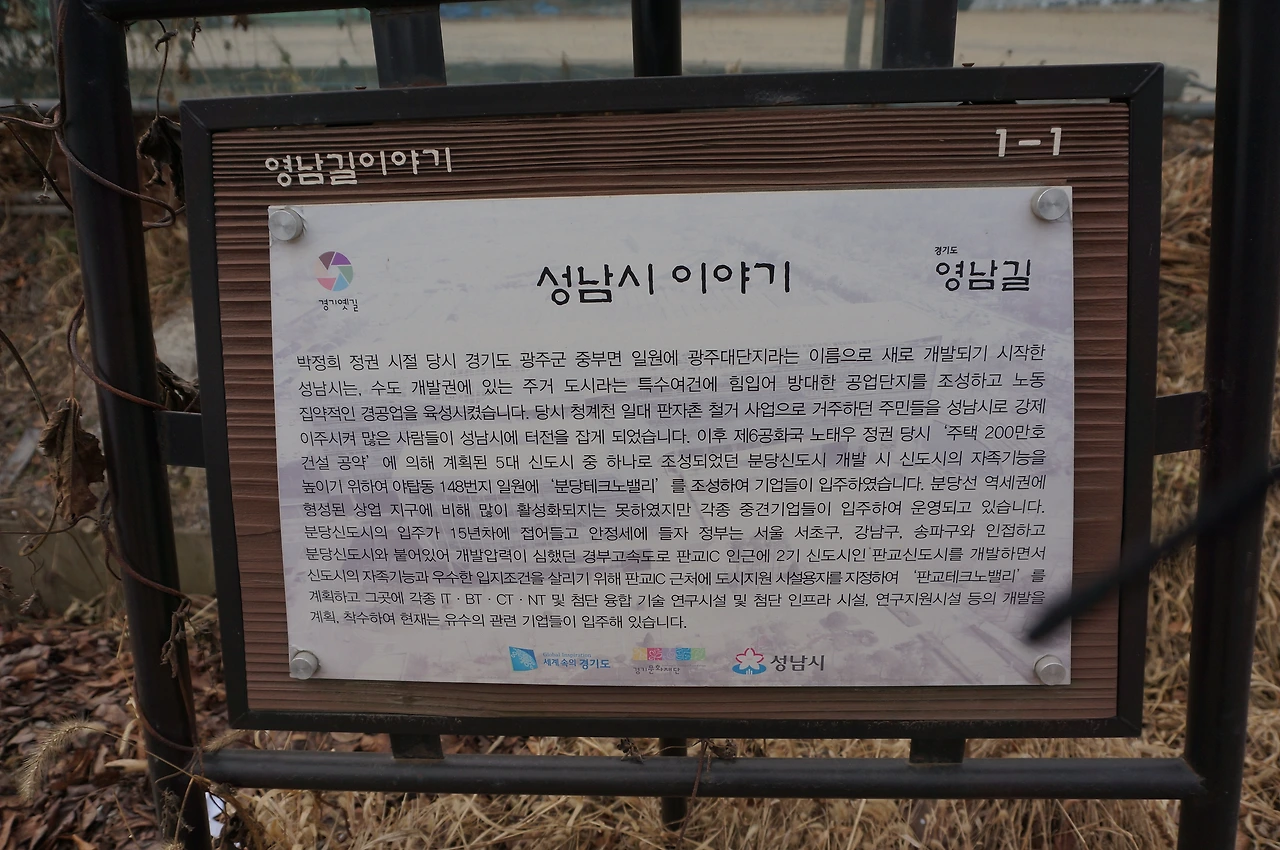 영남길이야기
1-1
경기옛길
성남시 이야기
경기도
영남길
박정희 정권 시절 당시 경기도 광주군 중부면 일원에 광주대단지라는 이름으로 새로 개발되기 시작한
성남시는, 수도 개발권에 있는 주거 도시라는 특수여건에 힘입어 방대한 공업단지를 조성하고 노동
집약적인 경공업을 육성시켰습니다. 당시 청계천 일대 판자촌 철거 사업으로 거주하던 주민들을 성남시로 강제
이주시켜 많은 사람들이 성남시에 터전을 잡게 되었습니다. 이후 제6공화국 노태우 정권 당시 ‘주택 200만호
건설 공약’에 의해 계획된 5대 신도시 중 하나로 조성되었던 분당신도시 개발 시 신도시의 자족기능을
높이기 위하여 야탑동 148번지 일원에 ‘분당테크노밸리’를 조성하여 기업들이 입주하였습니다. 분당선 역세권에
형성된 상업 지구에 비해 많이 활성화되지는 못하였지만 각종 중견기업들이 입주하여 운영되고 있습니다.
분당신도시의 입주가 15년차에 접어들고 안정세에 들자 정부는 서울 서초구, 강남구, 송파구와 인접하고
분당신도시와 붙어있어 개발압력이 심했던 경부고속도로 판교IC 인근에 2기 신도시인 판교신도시를 개발하면서
신도시의 자족기능과 우수한 입지조건을 살리기 위해 판교IC 근처에 도시지원 시설용지를 지정하여 ‘판교테크노밸리’를
계획하고 그곳에 각종 IT · BT · CT · NT 및 첨단 융합 기술 연구시설 및 첨단 인프라 시설, 연구지원시설 등의 개발을
계획, 착수하여 현재는 유수의 관련 기업들이 입주해 있습니다.
Global Inspiration
세계 속의 경기도
경기문화재단
성남시